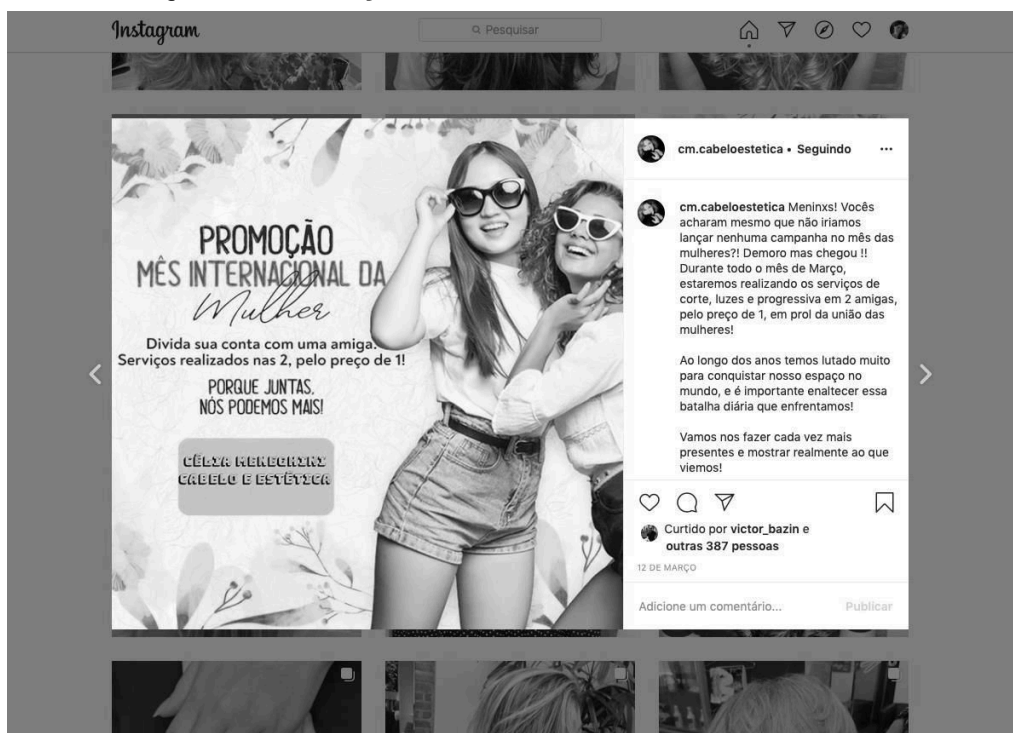 Instagram
Pesquisar
PROMOÇÃO
MÊS INTERNACIONAL DA
Mulher
Divida sua conta com uma amiga.
Serviços realizados nas 2, pelo preço de 1!
PORQUE JUNTAS,
NÓS PODEMOS MAIS!
CÉLIA MENEGHINI
CABELO E ESTÉTICA
cm.cabeloestetica • Seguindo
cm.cabeloestetica Meninxs! Vocês
acharam mesmo que não iriamos
lançar nenhuma campanha no mês das
mulheres?! Demoro mas chegou !!
Durante todo o mês de Março,
estaremos realizando os serviços de
corte, luzes e progressiva em 2 amigas,
pelo preço de 1, em prol da união das
mulheres!
Ao longo dos anos temos lutado muito
para conquistar nosso espaço no
mundo, e é importante enaltecer essa
batalha diária que enfrentamos!
Vamos nos fazer cada vez mais
presentes e mostrar realmente ao que
viemos!
Curtido por victor_bazin e
outras 387 pessoas
12 DE MARÇO
Adicione um comentário... Publicar